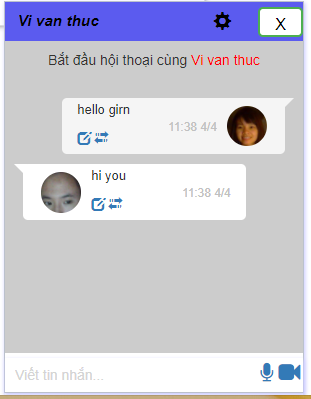 Vi van thuc
X
Bắt đầu hội thoại cùng Vi van thuc
hello girn
11:38 4/4
hi you
11:38 4/4
Viết tin nhắn...